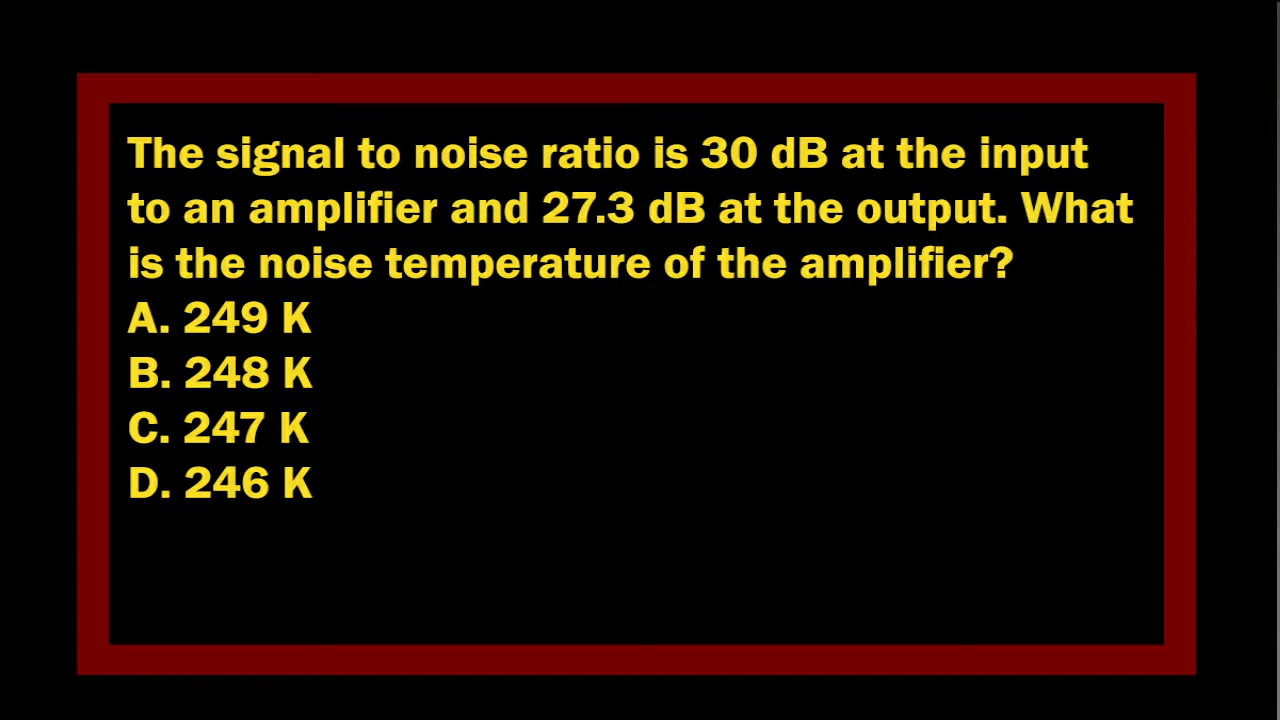 The signal to noise ratio is 30 dB at the input
to an amplifier and 27.3 dB at the output. What
is the noise temperature of the amplifier?
A. 249 K
B. 248 K
C. 247 K
D. 246 K